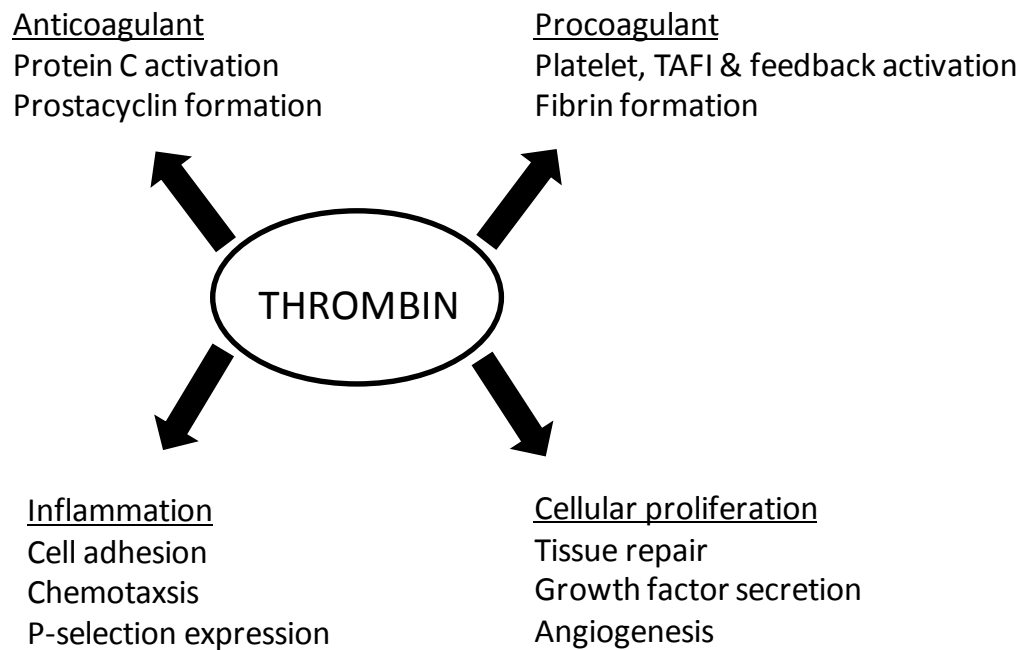 Anticoagulant
Protein C activation
Prostacyclin formation
Procoagulant
Platelet, TAFI & feedback activation
Fibrin formation
THROMBIN
Inflammation
Cell adhesion
Chemotaxsis
P-selection expression
Cellular proliferation
Tissue repair
Growth factor secretion
Angiogenesis